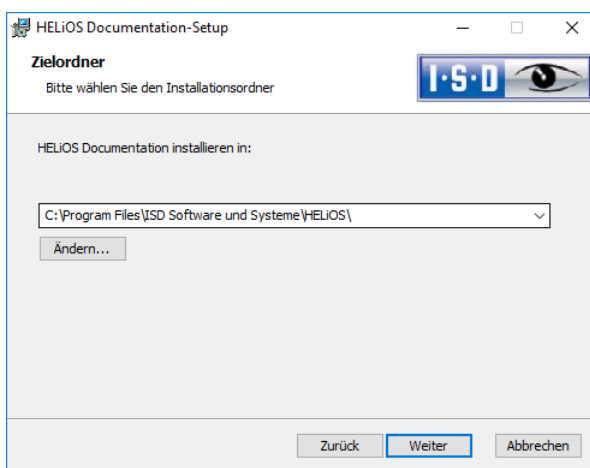 HELiOS Documentation-Setup
Zielordner
Bitte wählen Sie den Installationsordner
I·S·D
HELiOS Documentation installieren in:
C:\Program Files\ISD Software und Systeme\HELiOS\
Ändern...
Zurück
Weiter
Abbrechen